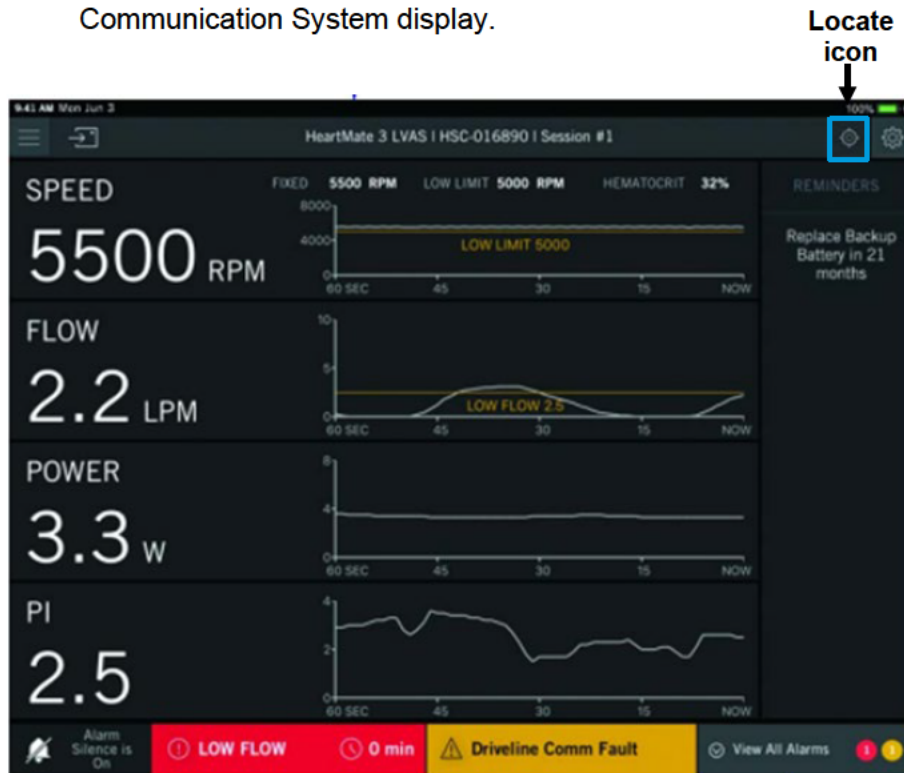 Communication System display.
Locate
icon
9:41 AM Mon Jun 3
100%
HeartMate 3 LVAS I HSC-016890 I Session #1
SPEED
FIXED 5500 RPM LOW LIMIT 5000 RPM HEMATOCRIT 32%
REMINDERS
5500 RPM
8000
4000
0
LOW LIMIT 5000
60 SEC 45 30 15 NOW
Replace Backup
Battery in 21
months
FLOW
2.2 LPM
10
5
0
LOW FLOW 2.5
60 SEC 45 30 15 NOW
POWER
3.3 W
8
4
0
60 SEC 45 30 15 NOW
PI
2.5
4
2
0
60 SEC 45 30 15 NOW
Alarm
Silence is
On
LOW FLOW 0 min
Driveline Comm Fault
View All Alarms 1 1